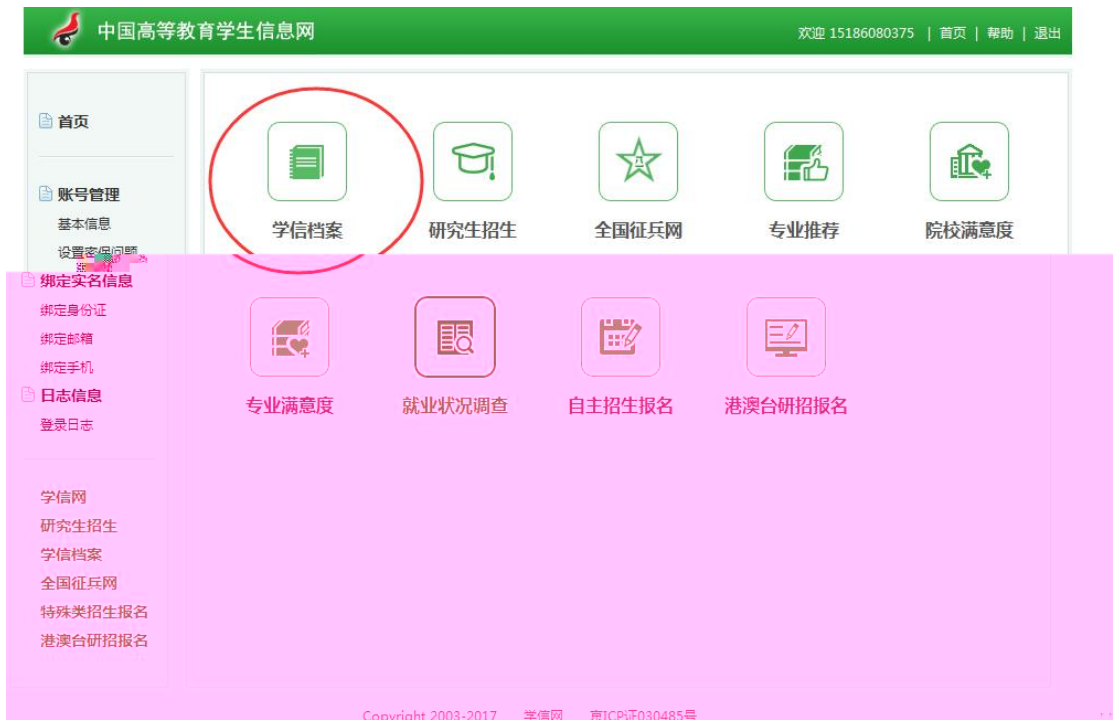 中国高等教育学生信息网
欢迎 15186080375 | 首页 | 帮助 | 退出
首页
账号管理
基本信息
设置密保问题
绑定实名信息
绑定身份证
绑定邮箱
绑定手机
日志信息
登录日志
学信网
研究生招生
学信档案
全国征兵网
特殊类招生报名
港澳台研招报名
学信档案 研究生招生 全国征兵网 专业推荐 院校满意度
专业满意度 就业状况调查 自主招生报名 港澳台研招报名
Copyright 2003-2017 学信网 京ICP证030485号